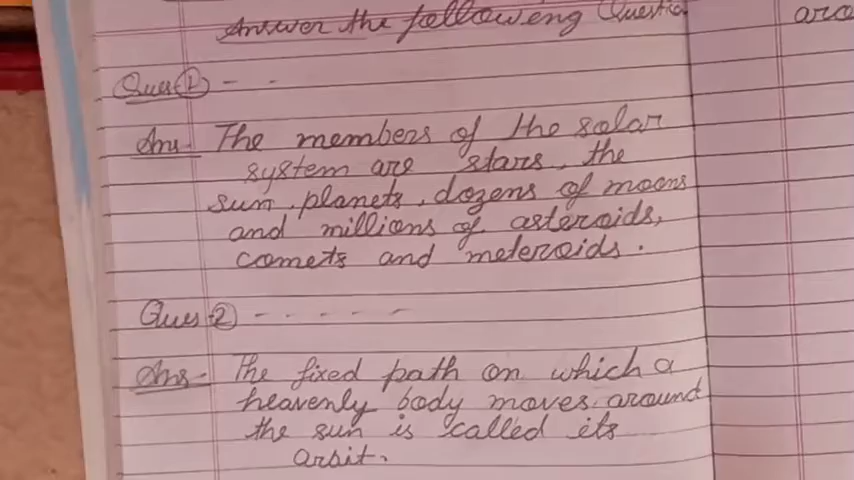 Answer the following Questio
Ques ① - -
Ans - The members of the solar
system are stars, the
sun, planets, dozens of moons
and millions of asteroids,
comets and meteroids.
Ques ② - - - - -
Ans - The fixed path on which a
heavenly body moves around
the sun is called its
orbit.
aro